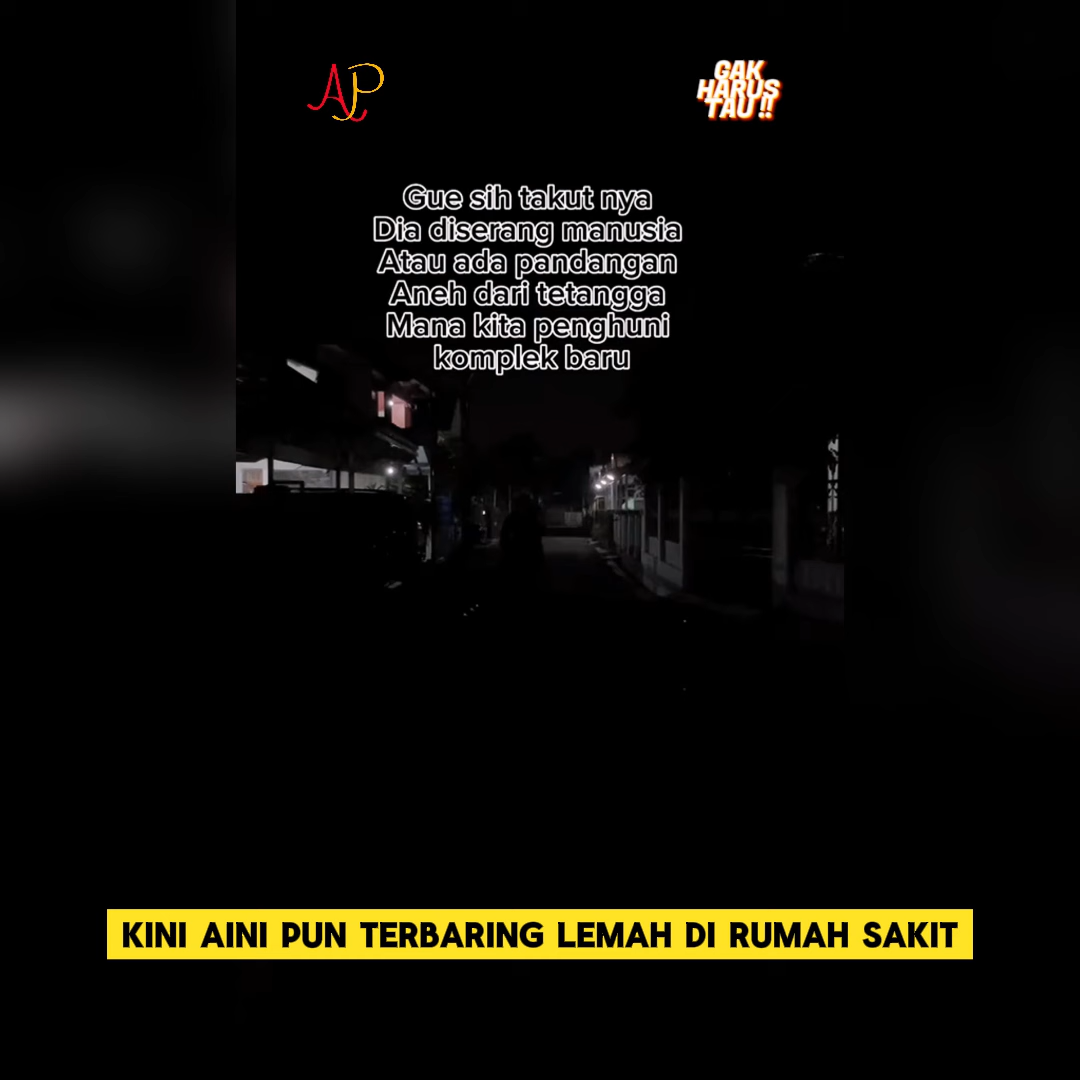 AP
GAK
HARUS
TAU !!
Gue sih takut nya
Dia diserang manusia
Atau ada pandangan
Aneh dari tetangga
Mana kita penghuni
komplek baru
KINI AINI PUN TERBARING LEMAH DI RUMAH SAKIT